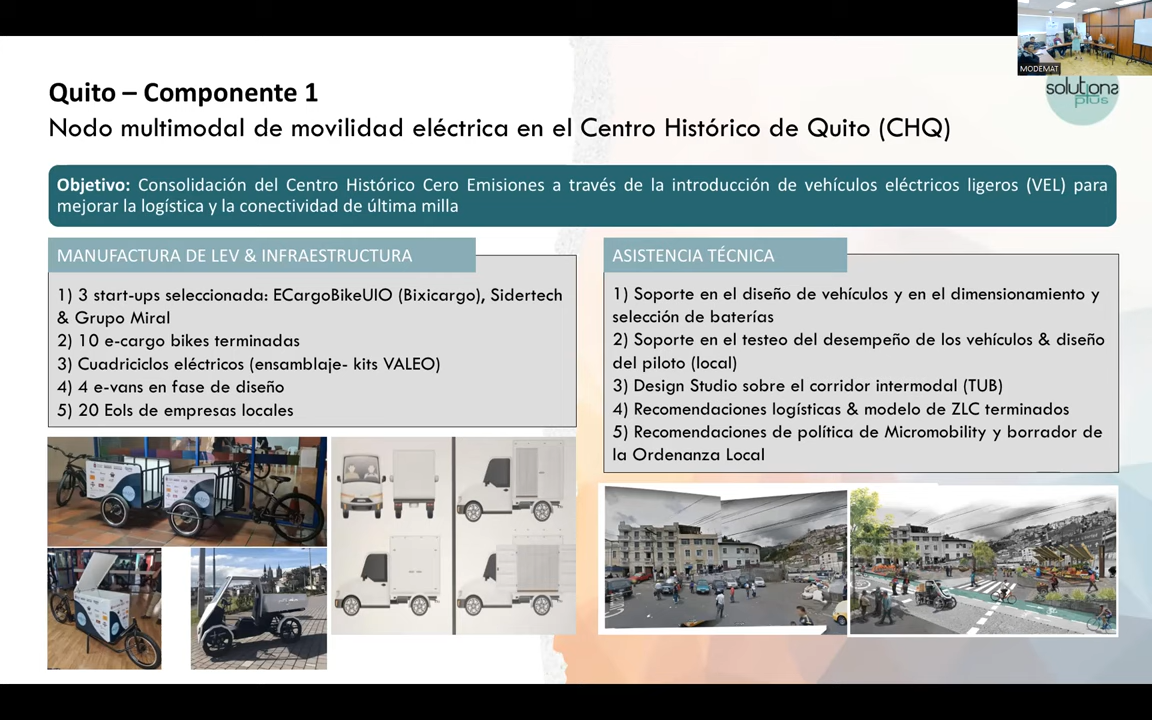 MODEMAT
solutions
plus
Quito – Componente 1
Nodo multimodal de movilidad eléctrica en el Centro Histórico de Quito (CHQ)
Objetivo: Consolidación del Centro Histórico Cero Emisiones a través de la introducción de vehículos eléctricos ligeros (VEL) para
mejorar la logística y la conectividad de última milla
MANUFACTURA DE LEV & INFRAESTRUCTURA
1) 3 start-ups seleccionada: ECargoBikeUIO (Bixicargo), Sidertech
& Grupo Miral
2) 10 e-cargo bikes terminadas
3) Cuadriciclos eléctricos (ensamblaje- kits VALEO)
4) 4 e-vans en fase de diseño
5) 20 EoIs de empresas locales
ASISTENCIA TÉCNICA
1) Soporte en el diseño de vehículos y en el dimensionamiento y
selección de baterías
2) Soporte en el testeo del desempeño de los vehículos & diseño
del piloto (local)
3) Design Studio sobre el corridor intermodal (TUB)
4) Recomendaciones logísticas & modelo de ZLC terminados
5) Recomendaciones de política de Micromobility y borrador de
la Ordenanza Local